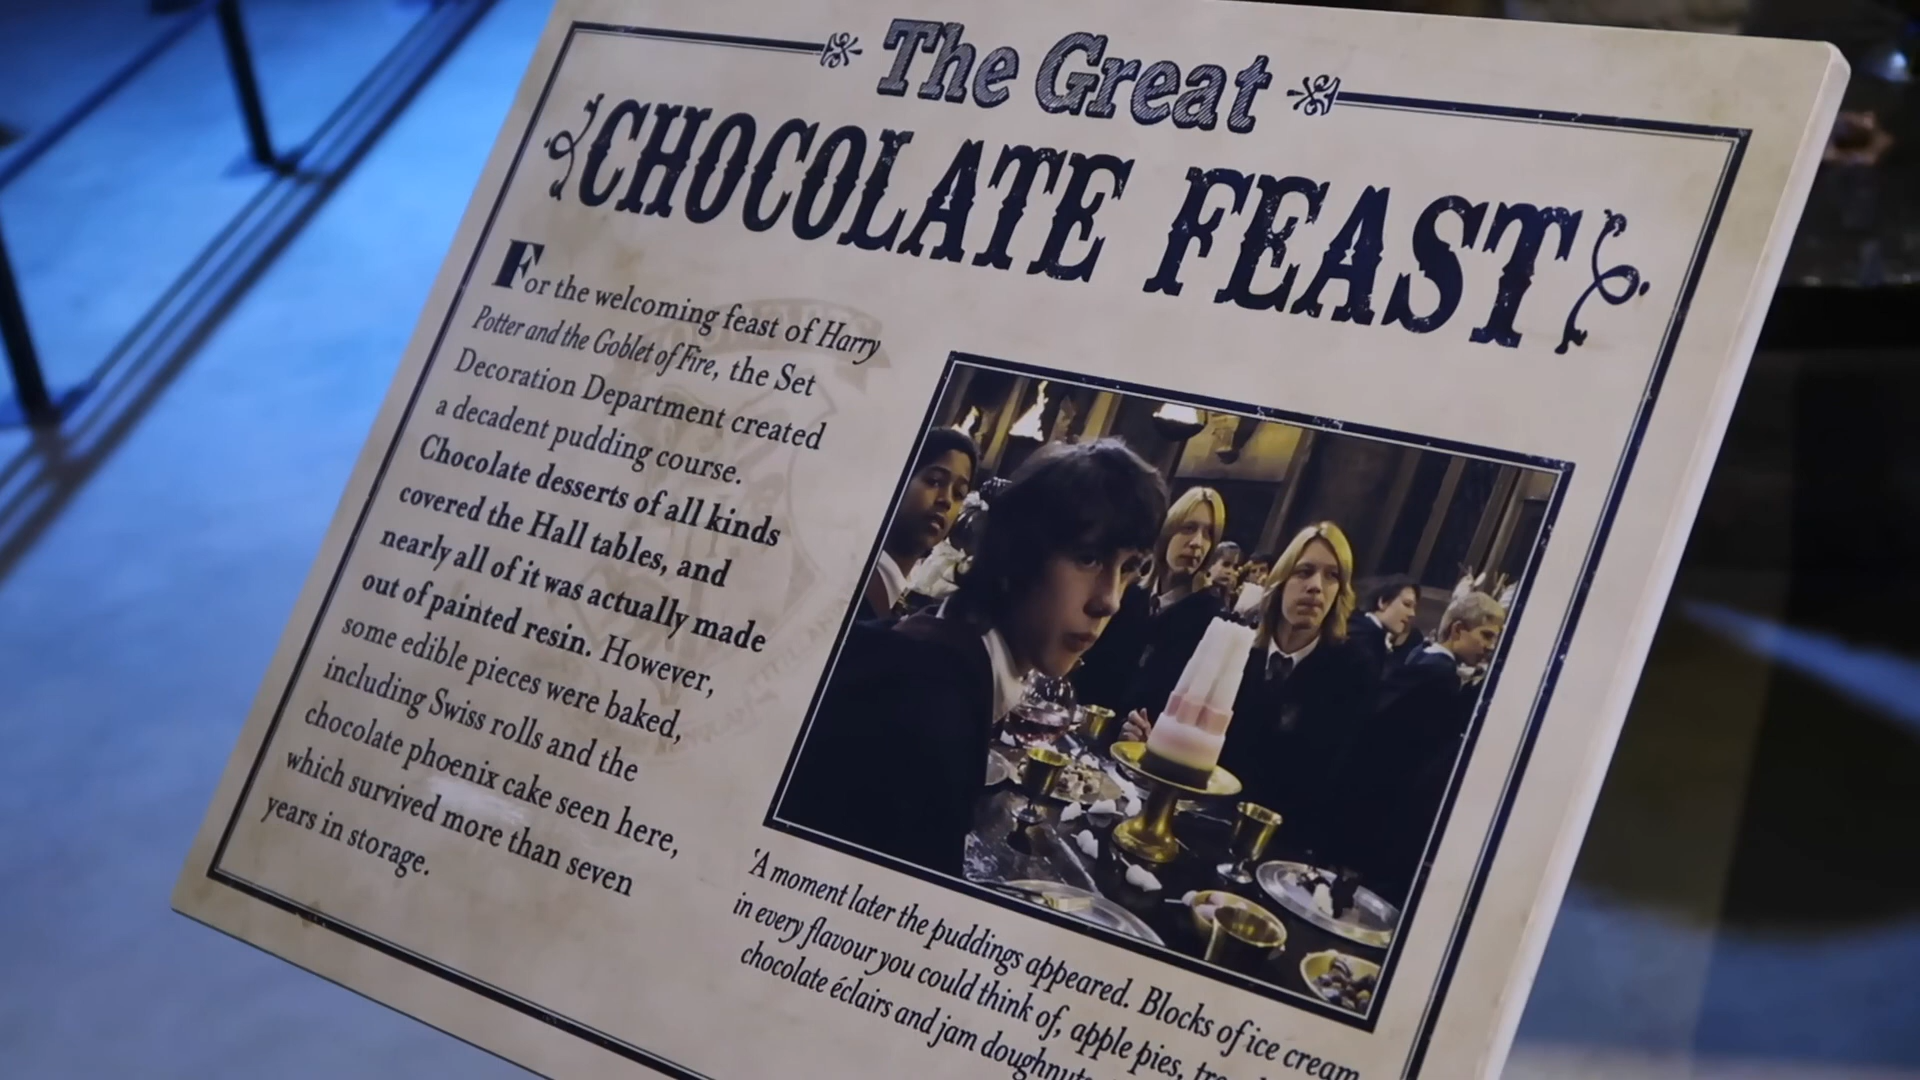 The Great
CHOCOLATE FEAST
For the welcoming feast of Harry
Potter and the Goblet of Fire, the Set
Decoration Department created
a decadent pudding course.
Chocolate desserts of all kinds
covered the Hall tables, and
nearly all of it was actually made
out of painted resin. However,
some edible pieces were baked,
including Swiss rolls and the
chocolate phoenix cake seen here,
which survived more than seven
years in storage.
'A moment later the puddings appeared. Blocks of ice cream
in every flavour you could think of, apple pies,
chocolate éclairs and jam doughnuts